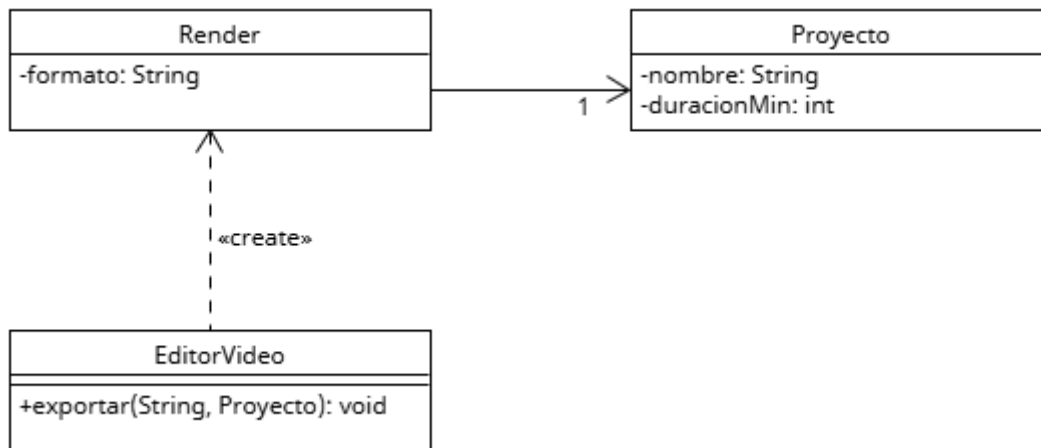 Render
-formato: String
Proyecto
-nombre: String
-duracionMin: int
1
«create»
EditorVideo
+exportar(String, Proyecto): void